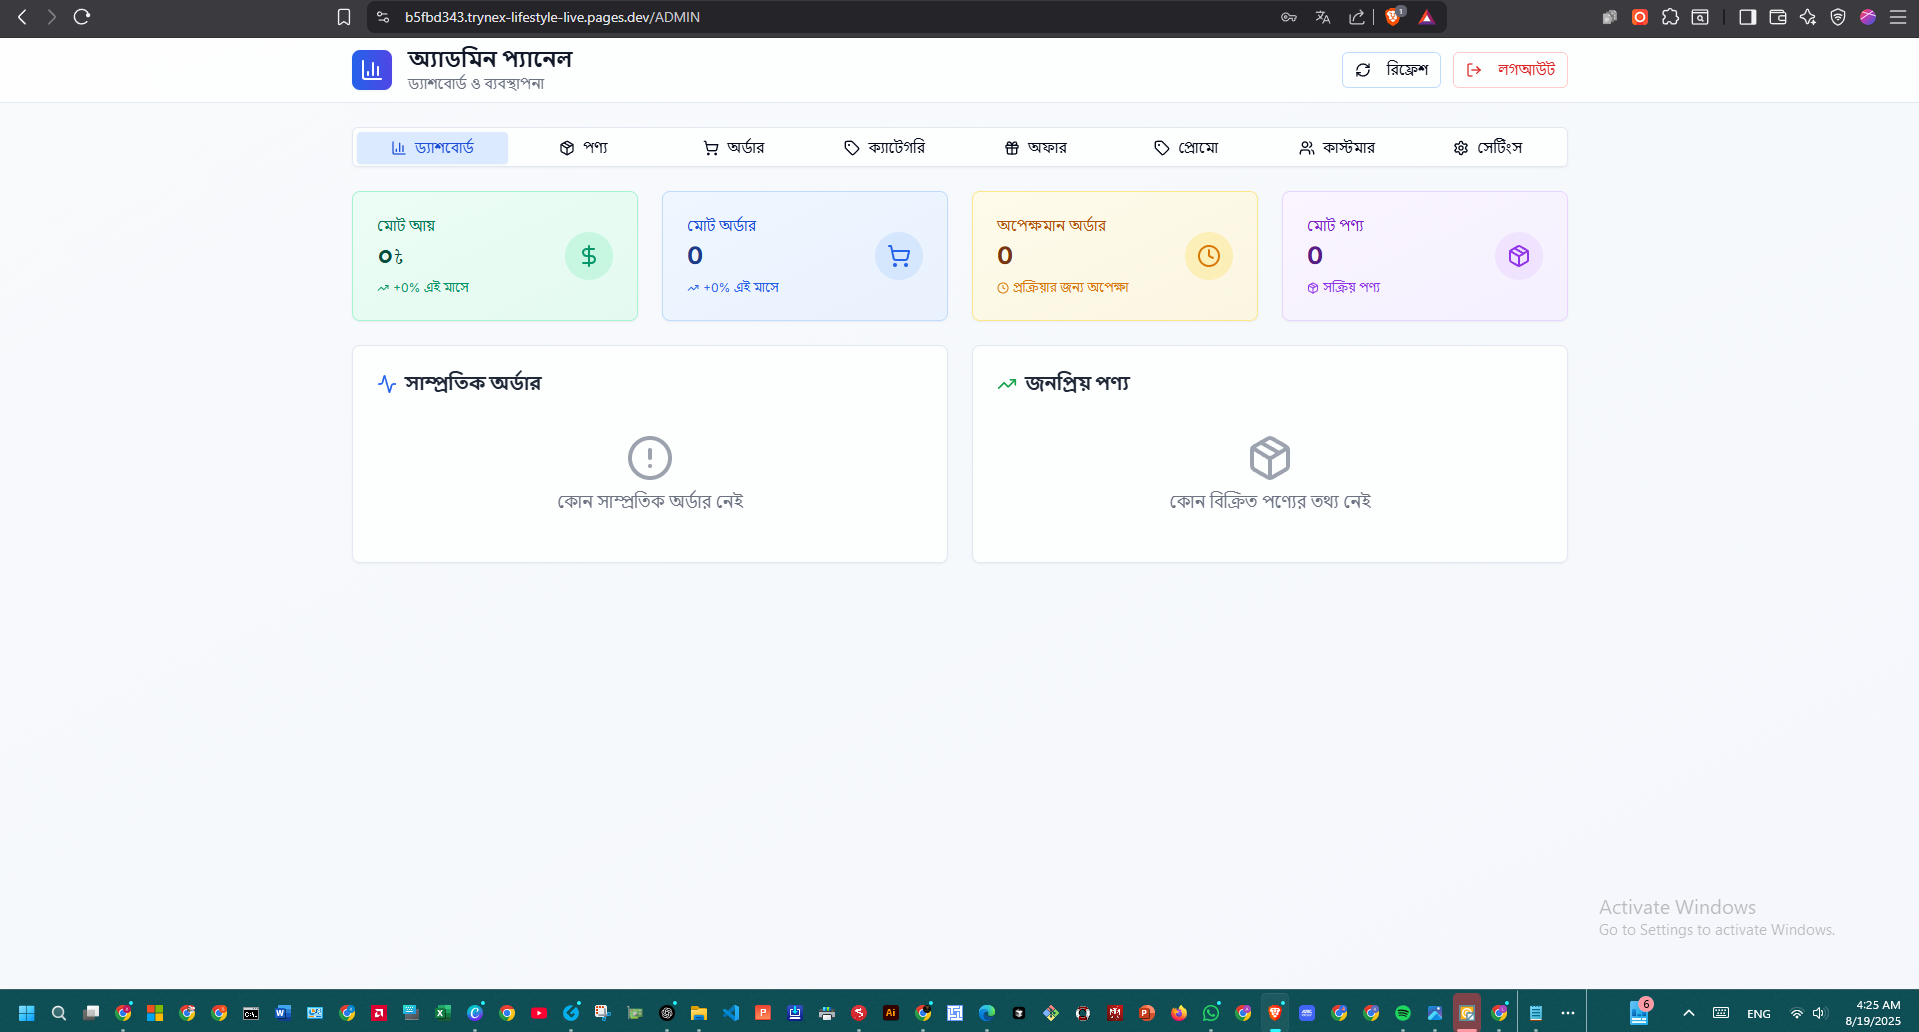 b5fbd343.trynex-lifestyle-live.pages.dev/ADMIN
1
অ্যাডমিন প্যানেল
ড্যাশবোর্ড ও ব্যবস্থাপনা
রিফ্রেশ
লগআউট
ড্যাশবোর্ড
পণ্য
অর্ডার
ক্যাটেগরি
অফার
প্রোমো
কাস্টমার
সেটিংস
মোট আয়
০৳
+0% এই মাসে
মোট অর্ডার
0
+0% এই মাসে
অপেক্ষমান অর্ডার
0
প্রক্রিয়ার জন্য অপেক্ষা
মোট পণ্য
0
সক্রিয় পণ্য
সাম্প্রতিক অর্ডার
কোন সাম্প্রতিক অর্ডার নেই
জনপ্রিয় পণ্য
কোন বিক্রিত পণ্যের তথ্য নেই
Activate Windows
Go to Settings to activate Windows.
6
ENG
4:25 AM
8/19/2025